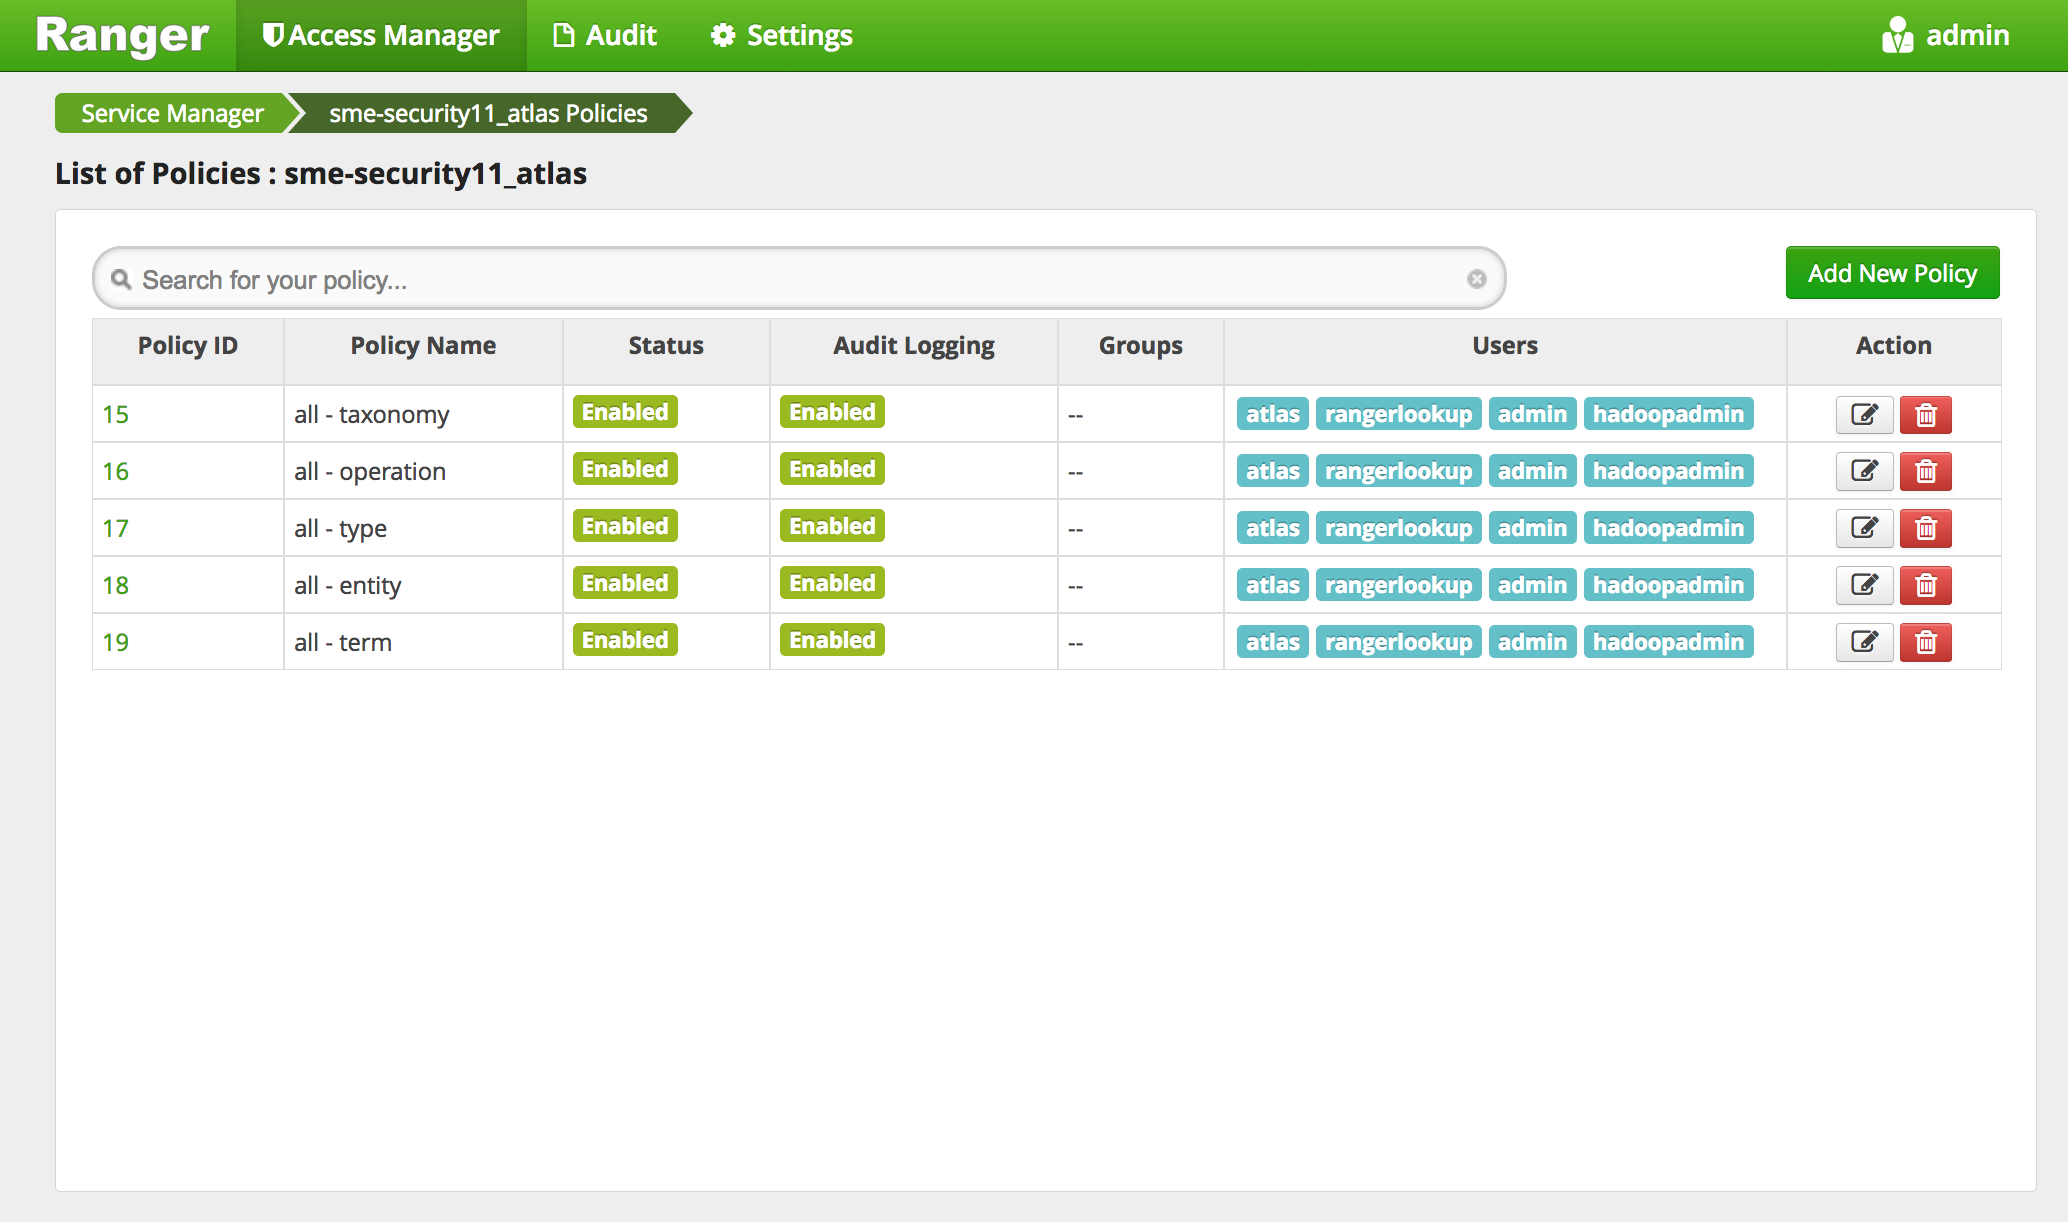 Ranger Access Manager Audit Settings admin
Service Manager sme-security11_atlas Policies
List of Policies : sme-security11_atlas
Search for your policy... Add New Policy
Policy ID Policy Name Status Audit Logging Groups Users Action
15 all - taxonomy Enabled Enabled -- atlas rangerlookup admin hadoopadmin
16 all - operation Enabled Enabled -- atlas rangerlookup admin hadoopadmin
17 all - type Enabled Enabled -- atlas rangerlookup admin hadoopadmin
18 all - entity Enabled Enabled -- atlas rangerlookup admin hadoopadmin
19 all - term Enabled Enabled -- atlas rangerlookup admin hadoopadmin